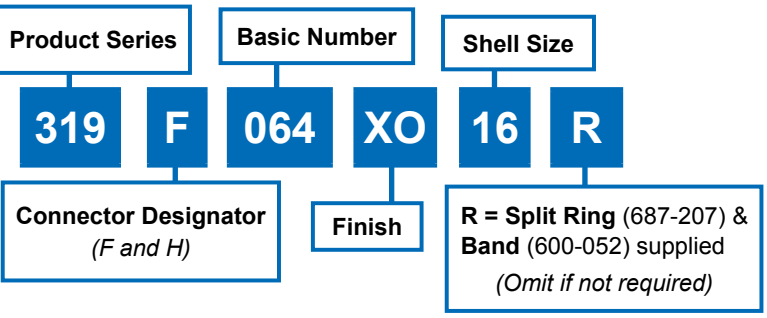 Product Series
Basic Number
Shell Size
319 F 064 XO 16 R
Connector Designator
(F and H)
Finish
R = Split Ring (687-207) &
Band (600-052) supplied
(Omit if not required)